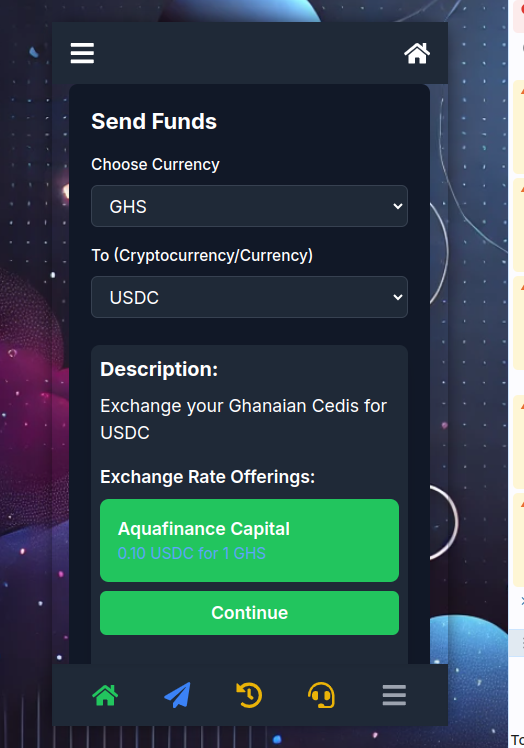 Send Funds
Choose Currency
GHS
To (Cryptocurrency/Currency)
USDC
Description:
Exchange your Ghanaian Cedis for
USDC
Exchange Rate Offerings:
Aquafinance Capital
0.10 USDC for 1 GHS
Continue
To